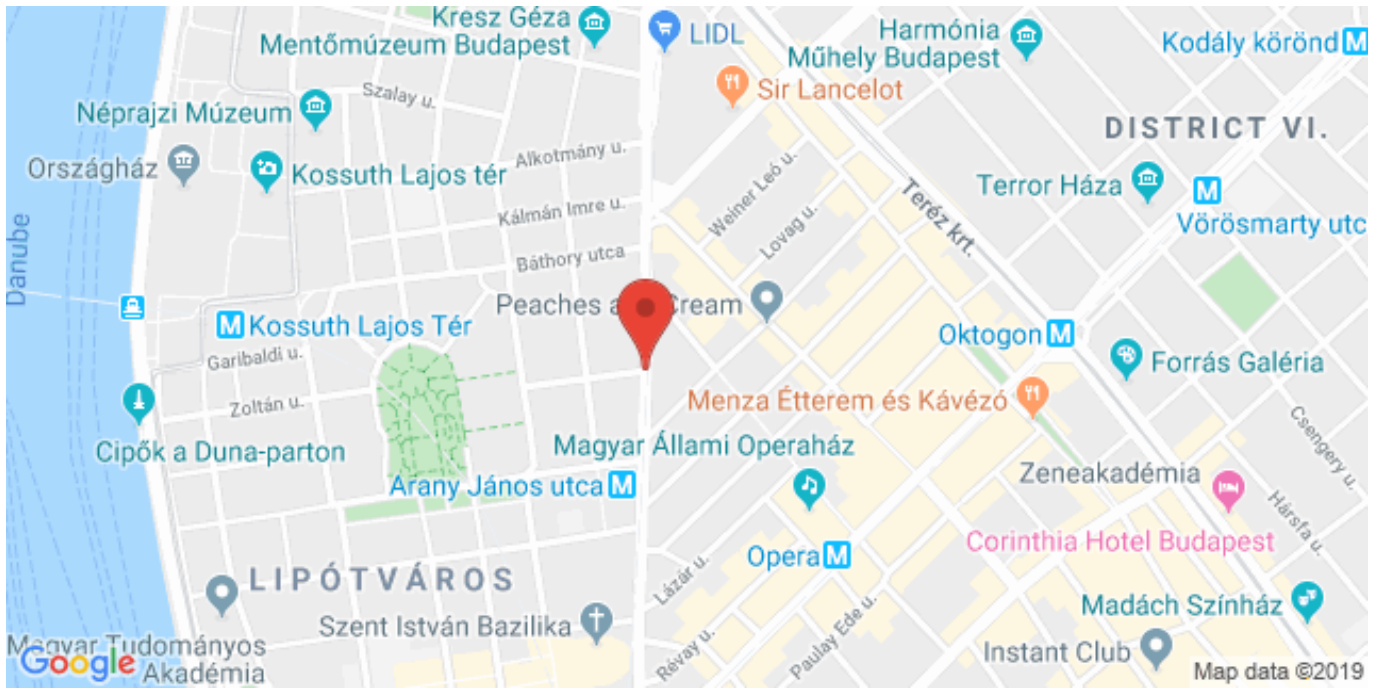 Kresz Géza
Mentőmúzeum Budapest
LIDL
Harmónia
Műhely Budapest
Kodály körönd M
Szalay u.
Sir Lancelot
Néprajzi Múzeum
DISTRICT VI.
Országház
Kossuth Lajos tér
Alkotmány u.
Weiner Leó u.
Teréz krt.
Terror Háza
M
Vörösmarty utc
Kálmán Imre u.
Lovag u.
Danube
Báthory utca
Peaches a Cream
M Kossuth Lajos Tér
Oktogon M
Garibaldi u.
Forrás Galéria
Zoltán u.
Menza Étterem és Kávézó
Csengery u.
Cipők a Duna-parton
Magyar Állami Operaház
Arany János utca M
Zeneakadémia
Hársfa u.
Corinthia Hotel Budapest
Opera M
LIPÓTVÁROS
Lázár u.
Szent István Bazilika
Révay u.
Paulay Ede u.
Madách Színház
Magyar Tudományos
Akadémia
Google
Instant Club
Map data ©2019